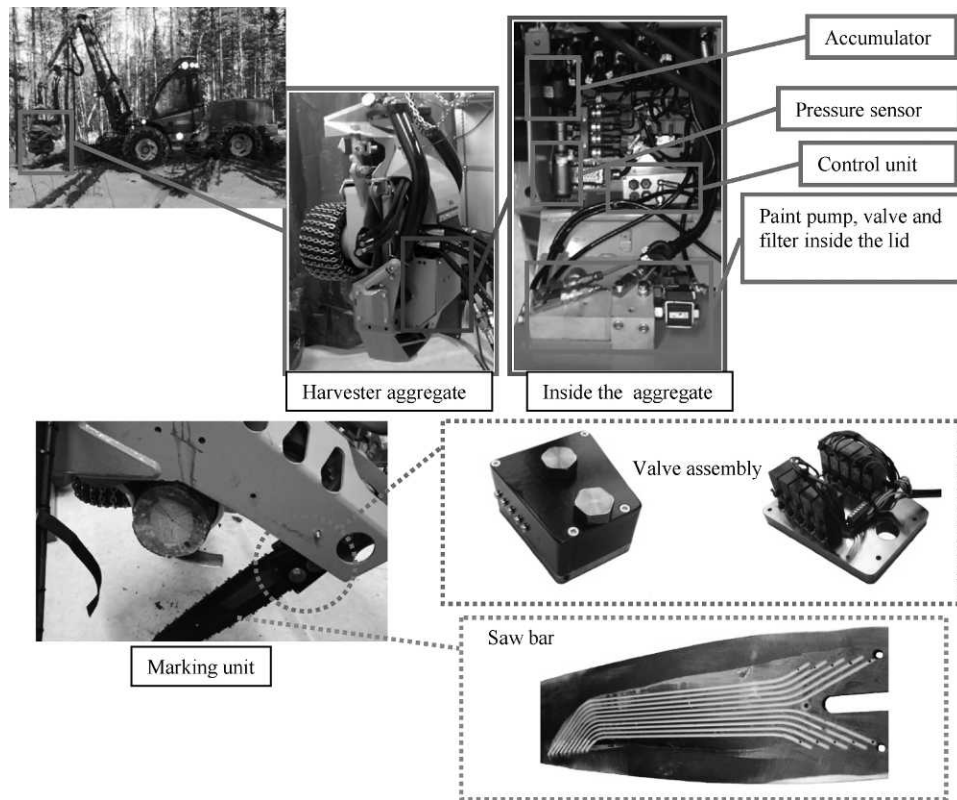 Accumulator
Pressure sensor
Control unit
Paint pump, valve and
filter inside the lid
Harvester aggregate
Inside the aggregate
Valve assembly
Marking unit
Saw bar